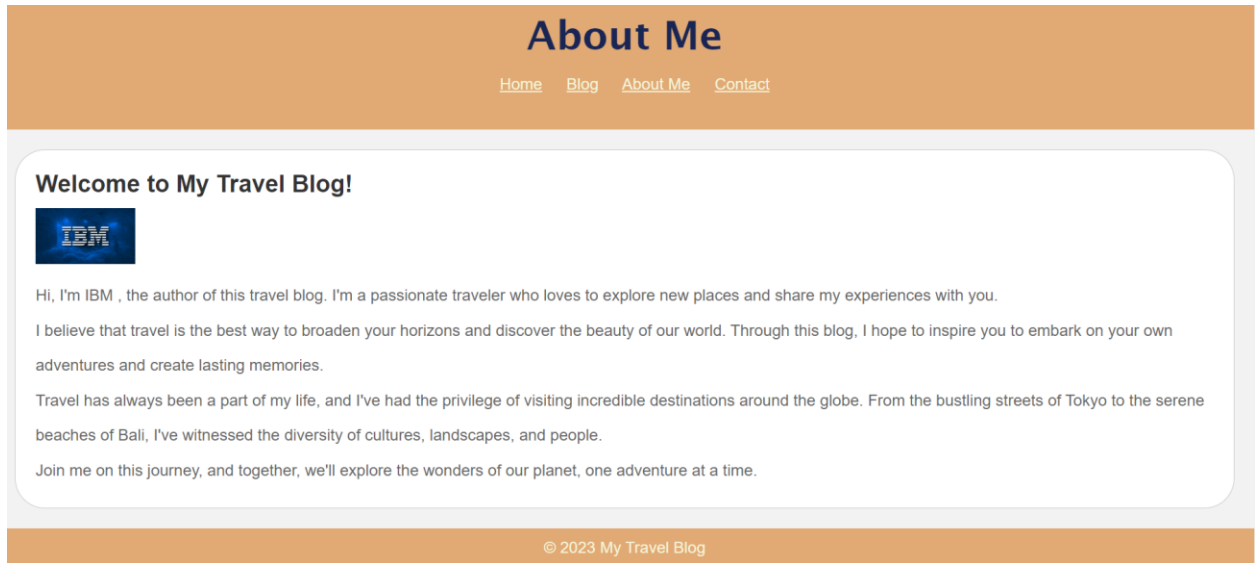 About Me
Home Blog About Me Contact
Welcome to My Travel Blog!
IBM
Hi, I'm IBM , the author of this travel blog. I'm a passionate traveler who loves to explore new places and share my experiences with you.
I believe that travel is the best way to broaden your horizons and discover the beauty of our world. Through this blog, I hope to inspire you to embark on your own
adventures and create lasting memories.
Travel has always been a part of my life, and I've had the privilege of visiting incredible destinations around the globe. From the bustling streets of Tokyo to the serene
beaches of Bali, I've witnessed the diversity of cultures, landscapes, and people.
Join me on this journey, and together, we'll explore the wonders of our planet, one adventure at a time.
© 2023 My Travel Blog